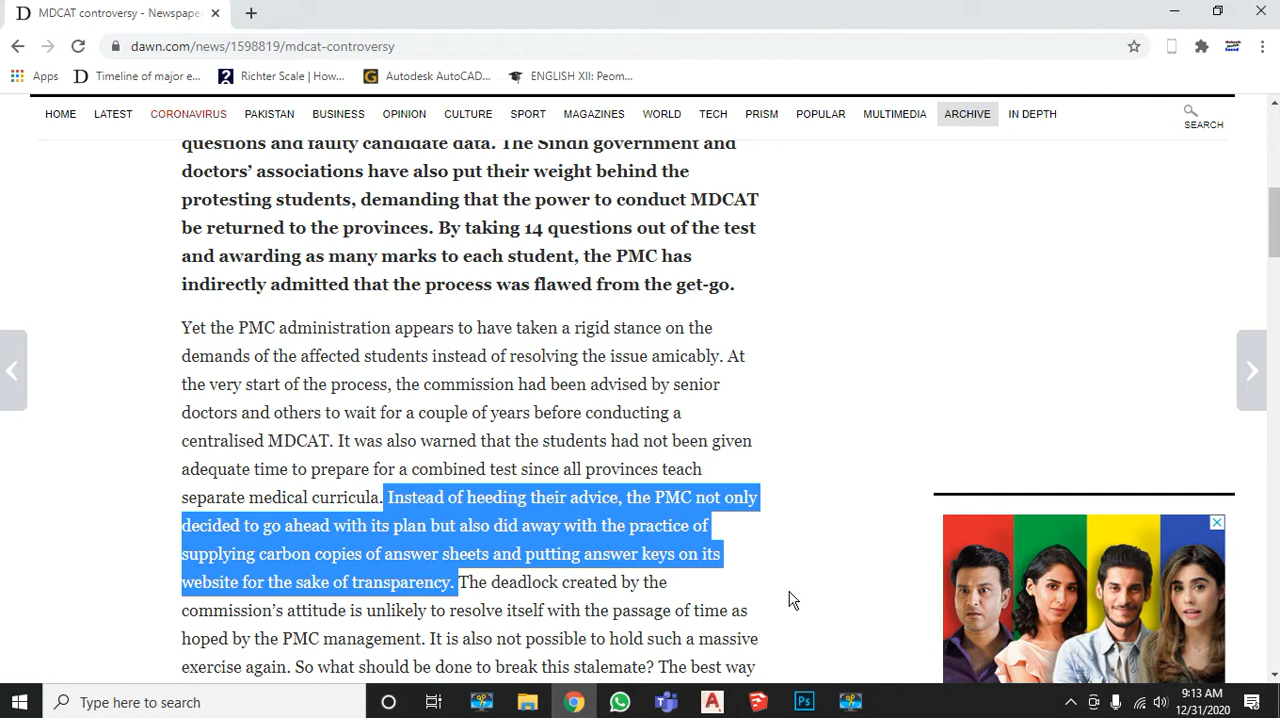 D MDCAT controversy - Newspape
dawn.com/news/1598819/mdcat-controversy
Apps D Timeline of major e... Richter Scale | How... G Autodesk AutoCAD... ENGLISH XII: Peom...
HOME LATEST CORONAVIRUS PAKISTAN BUSINESS OPINION CULTURE SPORT MAGAZINES WORLD TECH PRISM POPULAR MULTIMEDIA ARCHIVE IN DEPTH SEARCH
questions and faulty candidate data. The Sindh government and
doctors’ associations have also put their weight behind the
protesting students, demanding that the power to conduct MDCAT
be returned to the provinces. By taking 14 questions out of the test
and awarding as many marks to each student, the PMC has
indirectly admitted that the process was flawed from the get-go.
Yet the PMC administration appears to have taken a rigid stance on the
demands of the affected students instead of resolving the issue amicably. At
the very start of the process, the commission had been advised by senior
doctors and others to wait for a couple of years before conducting a
centralised MDCAT. It was also warned that the students had not been given
adequate time to prepare for a combined test since all provinces teach
separate medical curricula. Instead of heeding their advice, the PMC not only
decided to go ahead with its plan but also did away with the practice of
supplying carbon copies of answer sheets and putting answer keys on its
website for the sake of transparency. The deadlock created by the
commission’s attitude is unlikely to resolve itself with the passage of time as
hoped by the PMC management. It is also not possible to hold such a massive
exercise again. So what should be done to break this stalemate? The best way
Type here to search
A
Ps
9:13 AM
12/31/2020